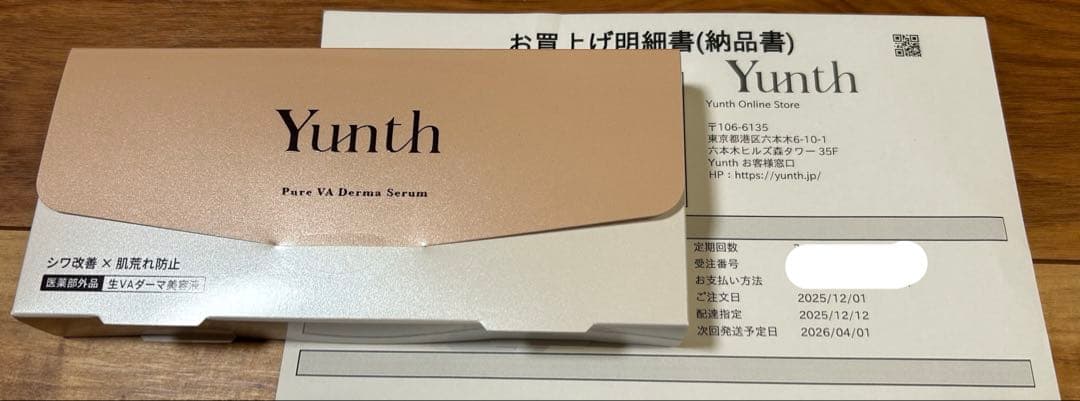 Yunth
Pure VA Derma Serum
シワ改善 × 肌荒れ防止
医薬部外品 生VAダーマ美容液
お買上げ明細書(納品書)
Yunth
Yunth Online Store
〒106-6135
東京都港区六本木6-10-1
六本木ヒルズ森タワー 35F
Yunth お客様窓口
HP：https://yunth.jp/
定期回数
受注番号
お支払い方法
ご注文日 2025/12/01
配達指定 2025/12/12
次回発送予定日 2026/04/01